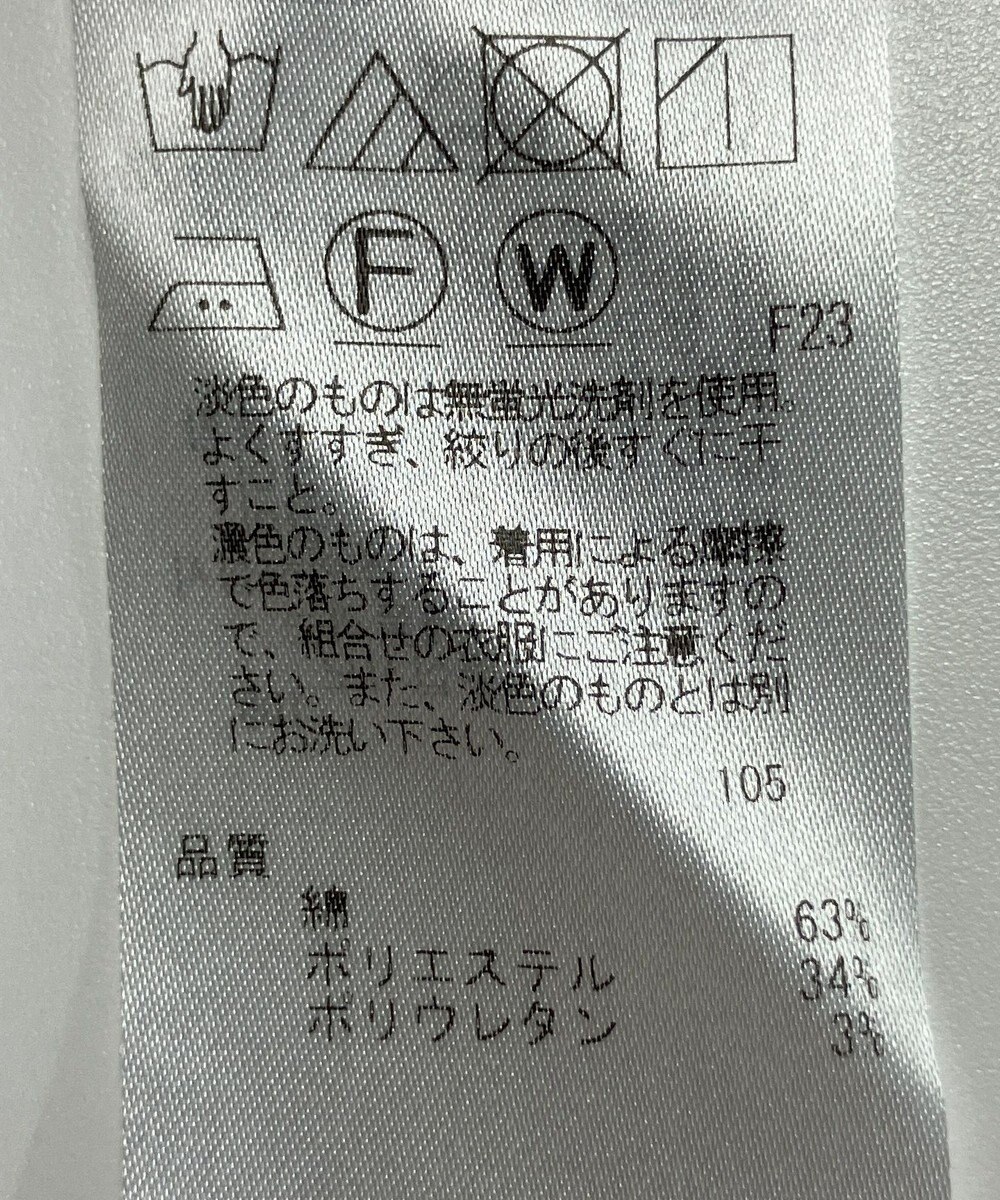 F W
F23
淡色のものは無蛍光洗剤を使用。
よくすすぎ、絞りの後すぐに干
すこと。
濃色のものは、着用による摩擦
で色落ちすることがありますの
で、組合せの衣服にご注意くだ
さい。また、淡色のものとは別
にお洗い下さい。
105
品質
綿 63%
ポリエステル 34%
ポリウレタン 3%